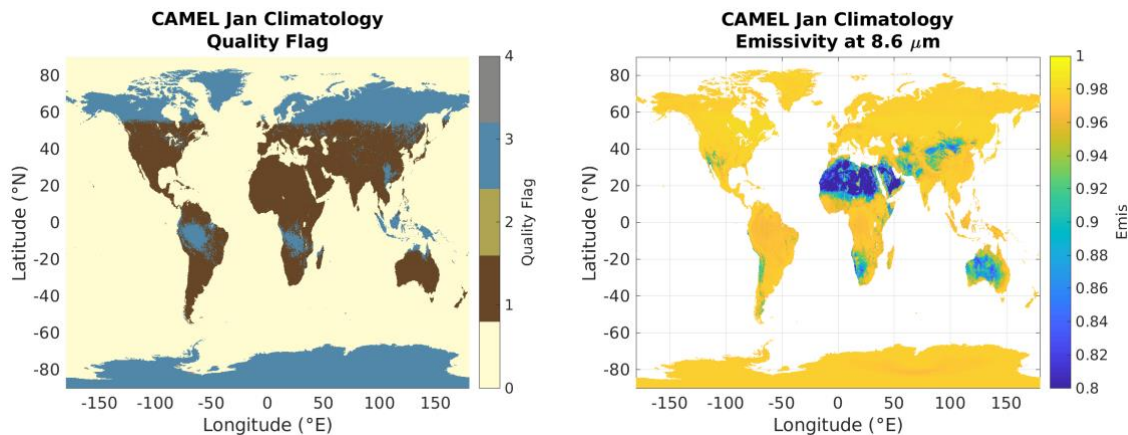 CAMEL Jan Climatology
Quality Flag
80
60
40
20
0
-20
-40
-60
-80
Latitude (°N)
-150 -100 -50 0 50 100 150
Longitude (°E)
4
3
2
1
0
Quality Flag
CAMEL Jan Climatology
Emissivity at 8.6 μm
80
60
40
20
0
-20
-40
-60
-80
Latitude (°N)
-150 -100 -50 0 50 100 150
Longitude (°E)
1
0.98
0.96
0.94
0.92
0.9
0.88
0.86
0.84
0.82
0.8
Emis